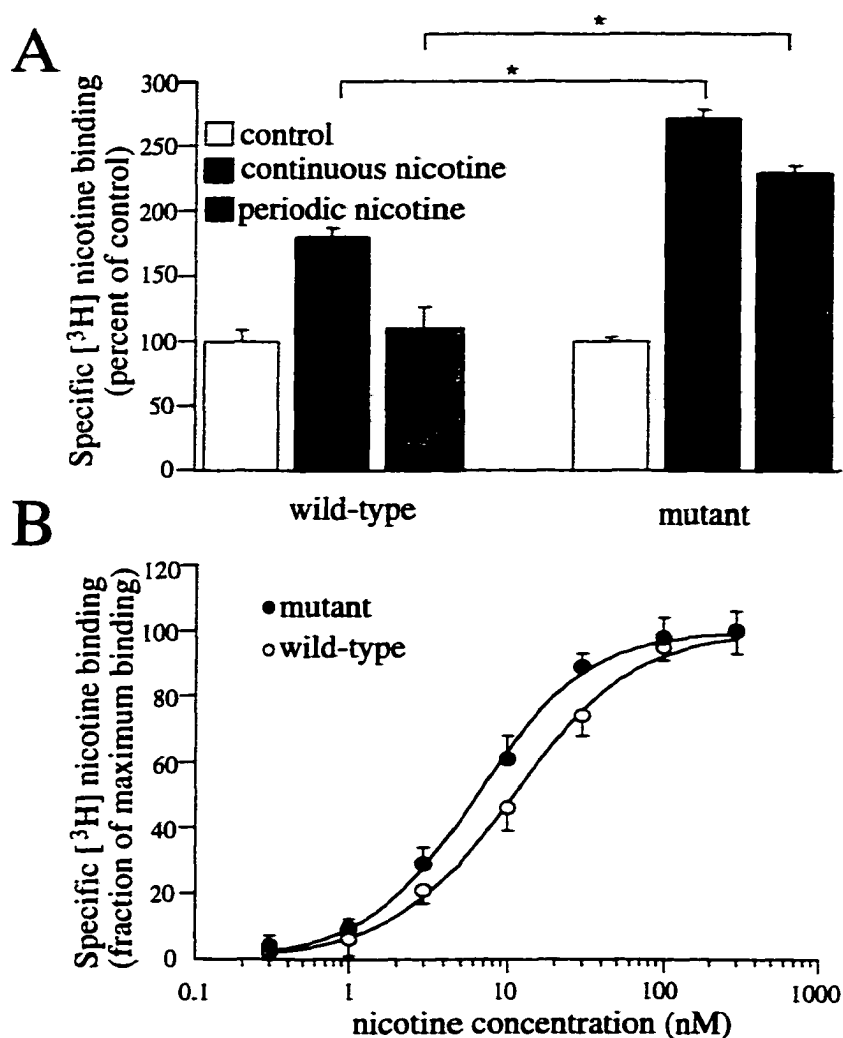 A
*
*
Specific [³H] nicotine binding
(percent of control)
300
250
200
150
100
50
0
control
continuous nicotine
periodic nicotine
wild-type
mutant
B
Specific [³H] nicotine binding
(fraction of maximum binding)
120
100
80
60
40
20
0
mutant
wild-type
0.1
1
10
100
1000
nicotine concentration (nM)